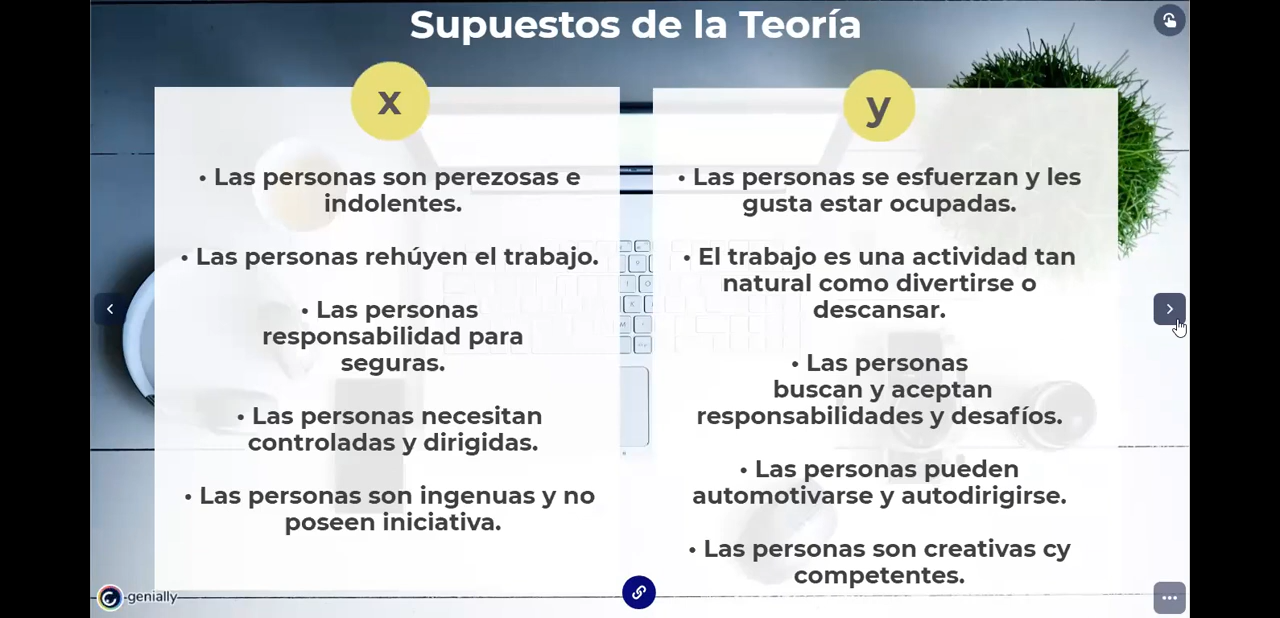 Supuestos de la Teoría
x
• Las personas son perezosas e
indolentes.
• Las personas rehúyen el trabajo.
• Las personas
responsabilidad para
seguras.
• Las personas necesitan
controladas y dirigidas.
• Las personas son ingenuas y no
poseen iniciativa.
y
• Las personas se esfuerzan y les
gusta estar ocupadas.
• El trabajo es una actividad tan
natural como divertirse o
descansar.
• Las personas
buscan y aceptan
responsabilidades y desafíos.
• Las personas pueden
automotivarse y autodirigirse.
• Las personas son creativas cy
competentes.
genially